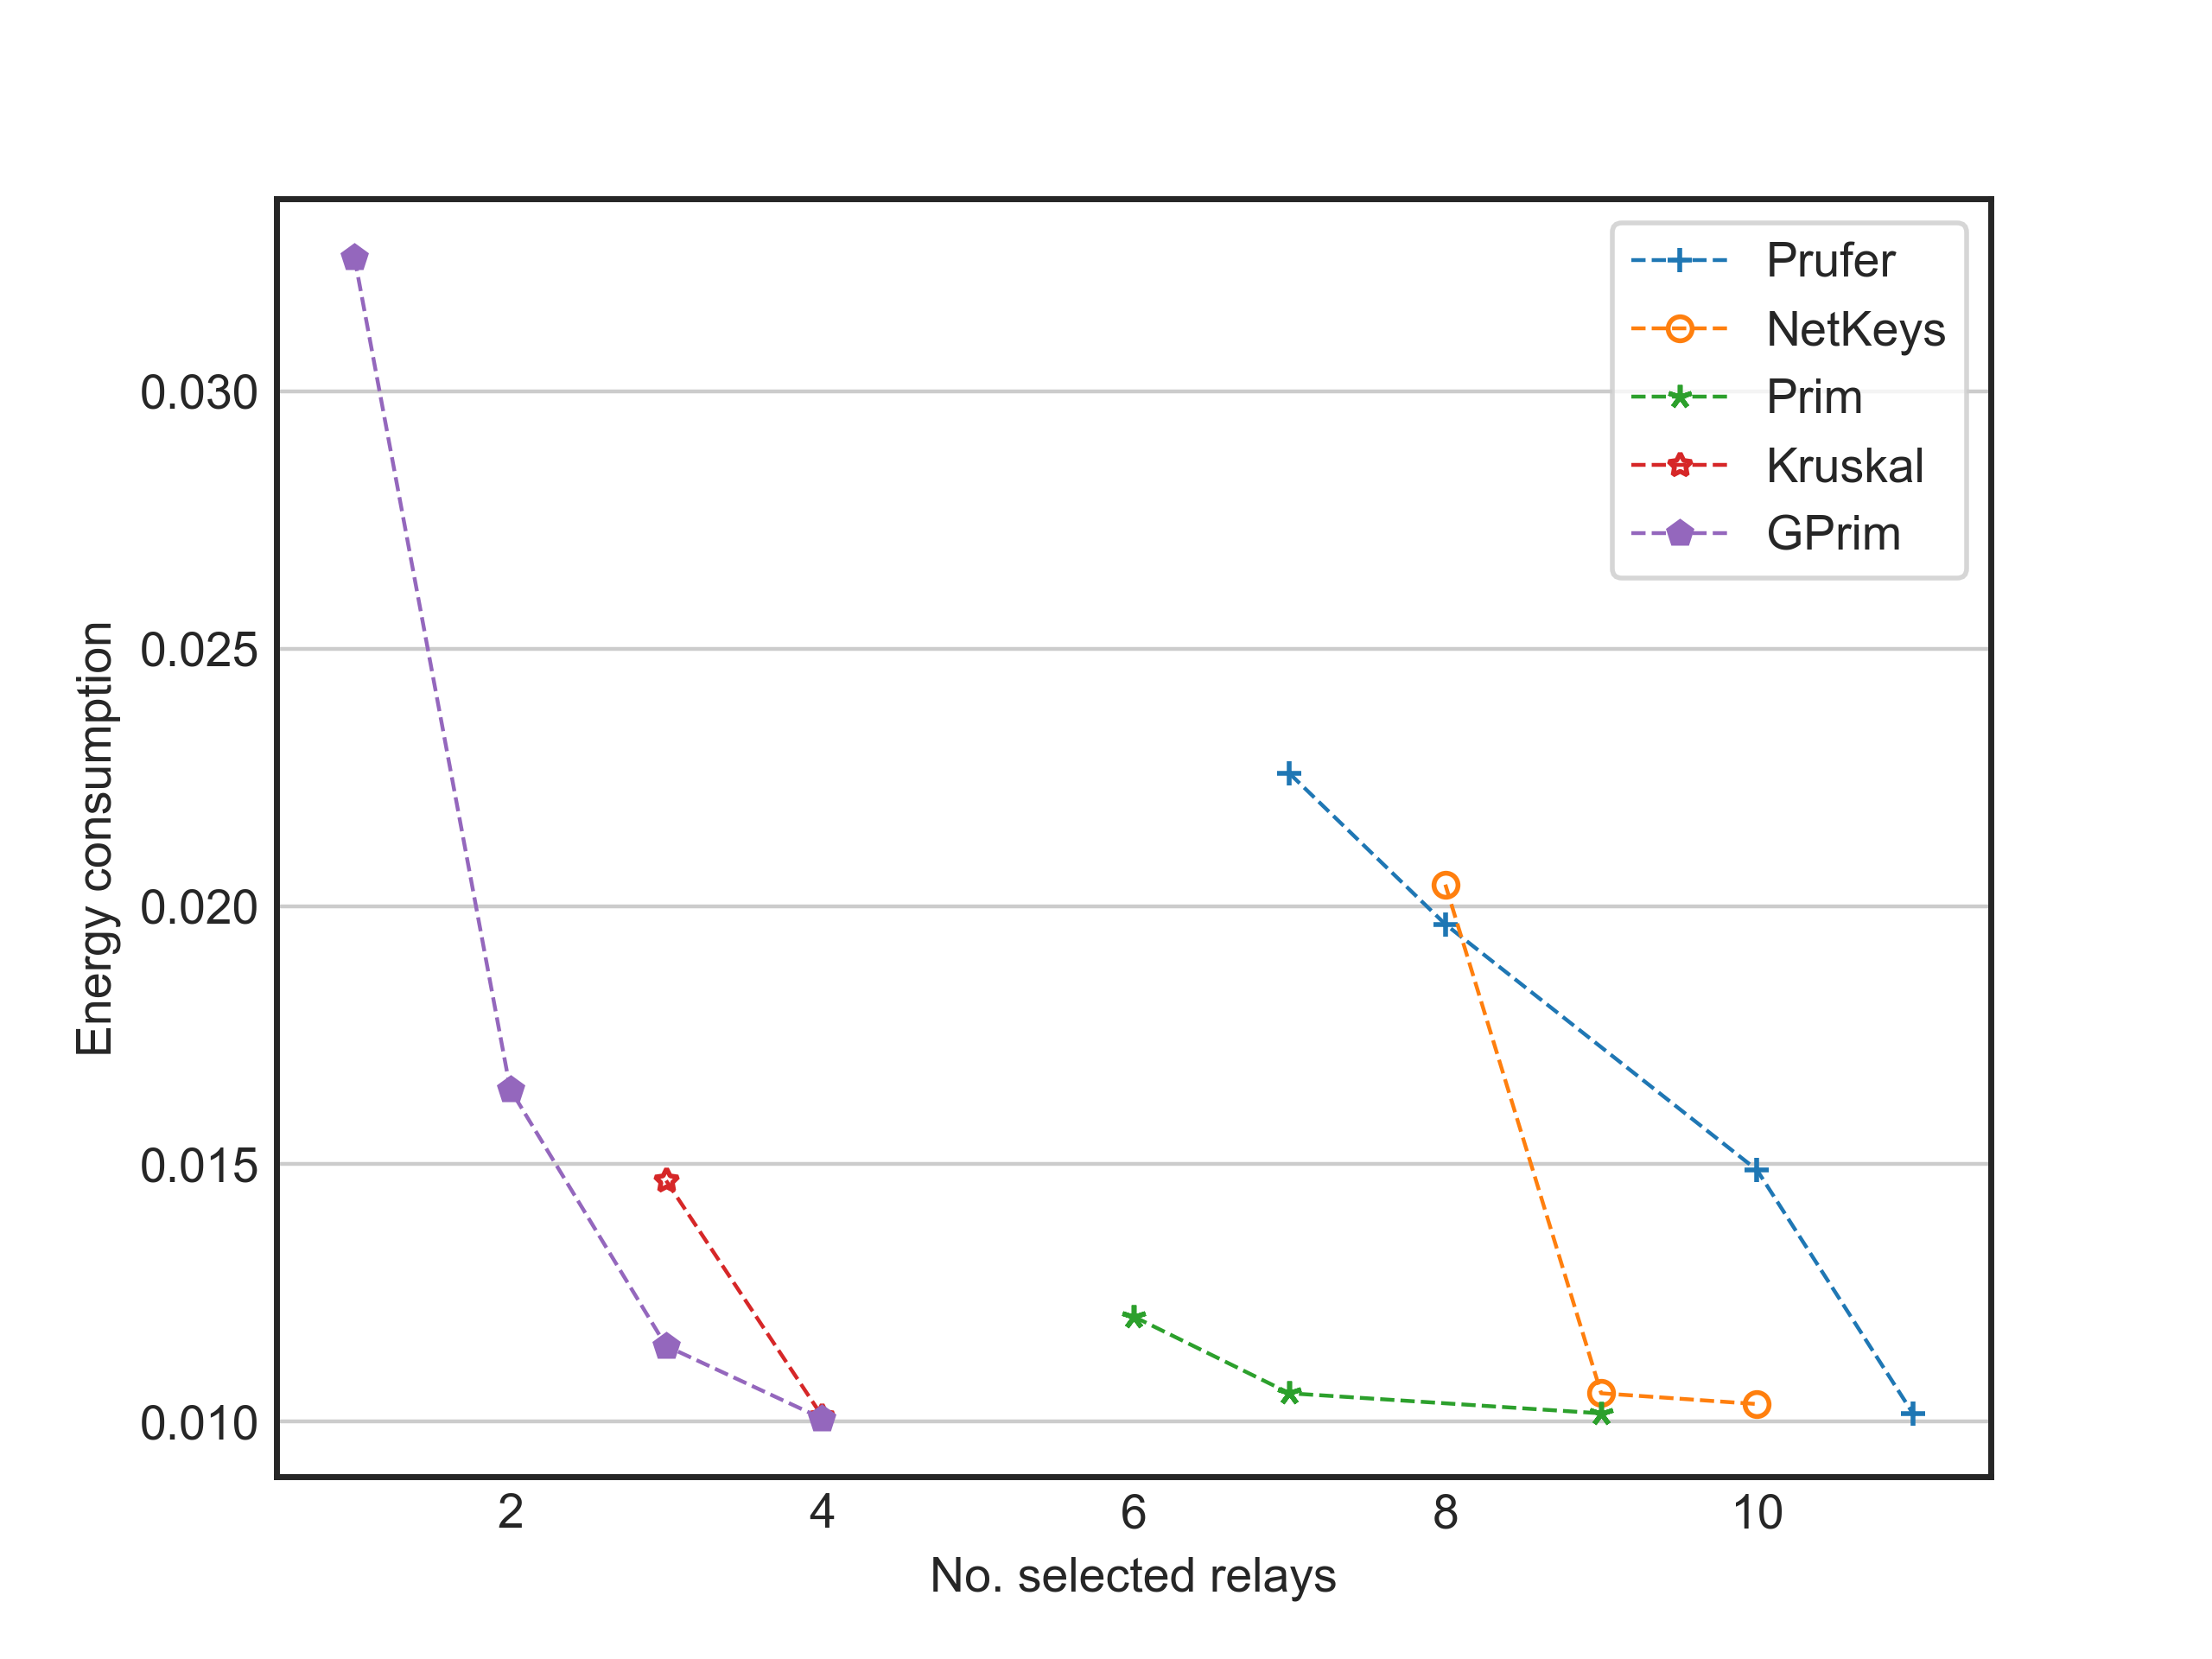 Prufer
NetKeys
Prim
Kruskal
GPrim
0.030
0.025
0.020
0.015
0.010
Energy consumption
2 4 6 8 10
No. selected relays